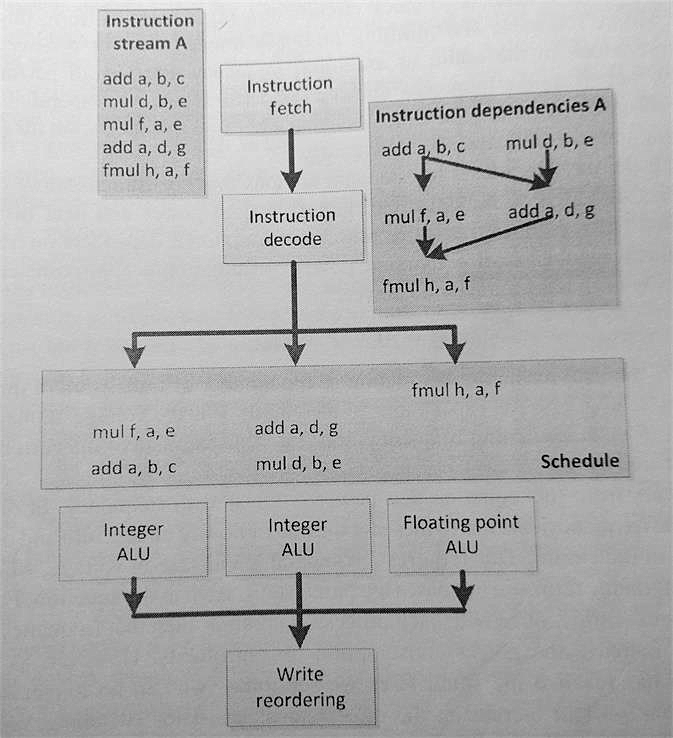 Instruction
stream A
add a, b, c
mul d, b, e
mul f, a, e
add a, d, g
fmul h, a, f
Instruction
fetch
Instruction dependencies A
add a, b, c
mul d, b, e
mul f, a, e
add a, d, g
fmul h, a, f
Instruction
decode
fmul h, a, f
mul f, a, e
add a, d, g
add a, b, c
mul d, b, e
Schedule
Integer
ALU
Integer
ALU
Floating point
ALU
Write
reordering